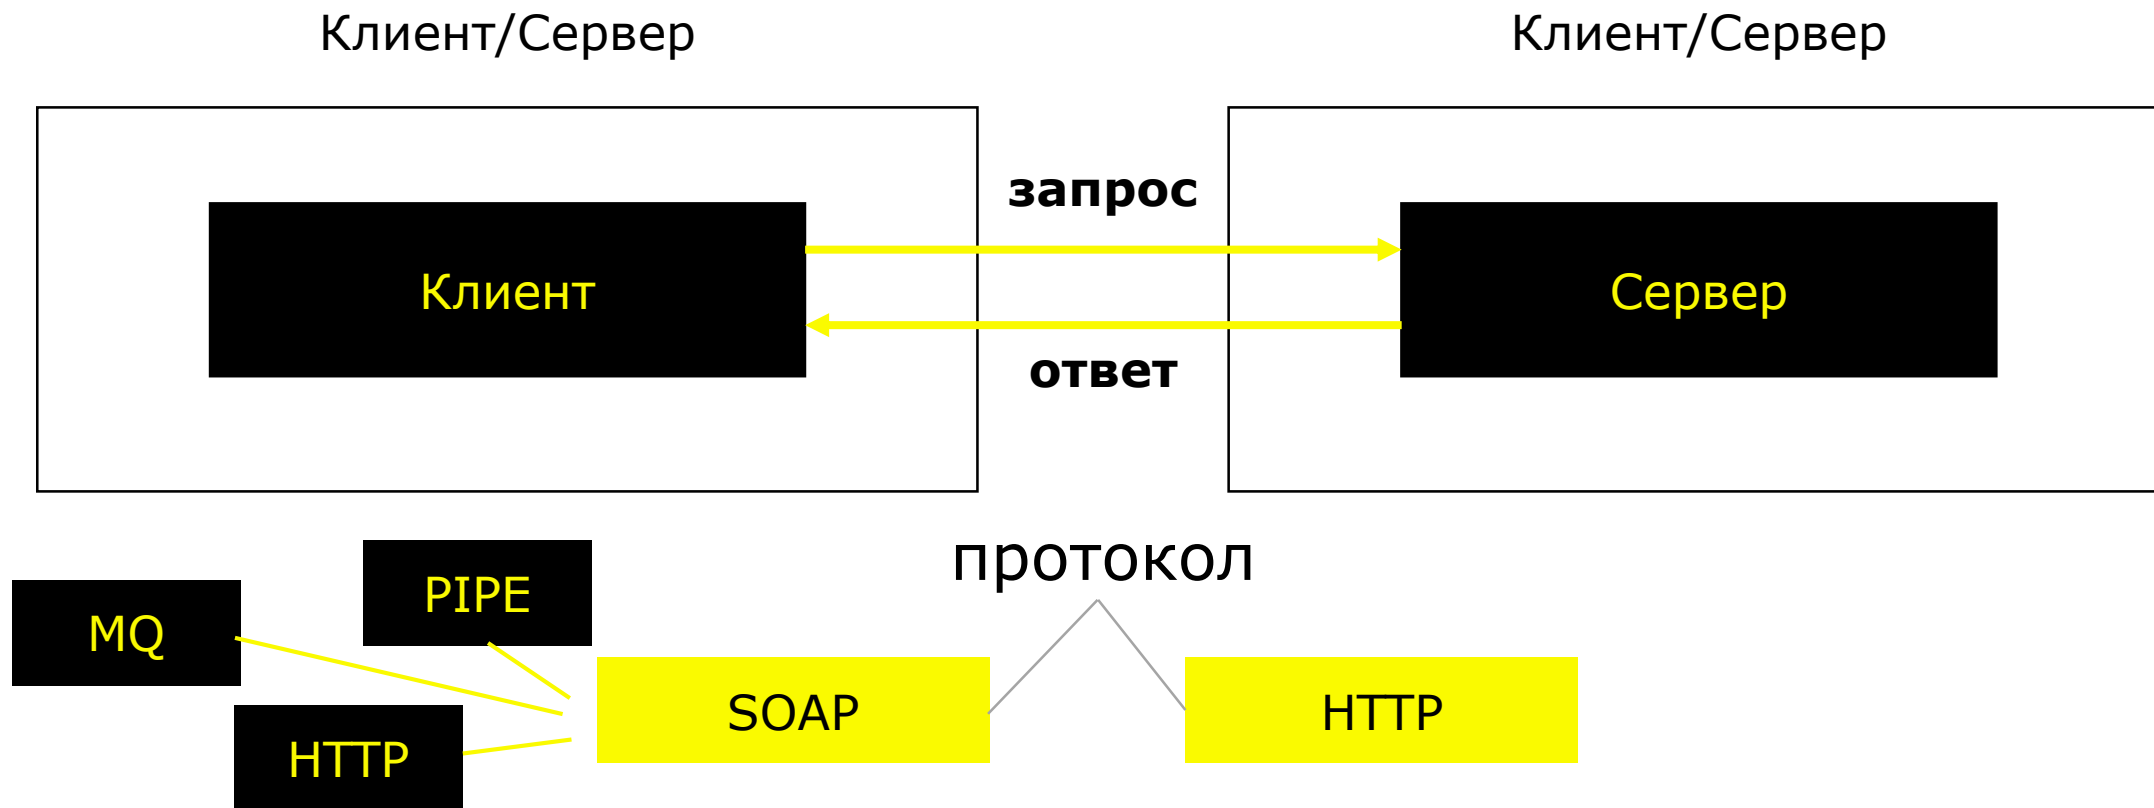 Клиент/Сервер
Клиент/Сервер
запрос
Клиент
Сервер
ответ
протокол
PIPE
MQ
SOAP
HTTP
HTTP